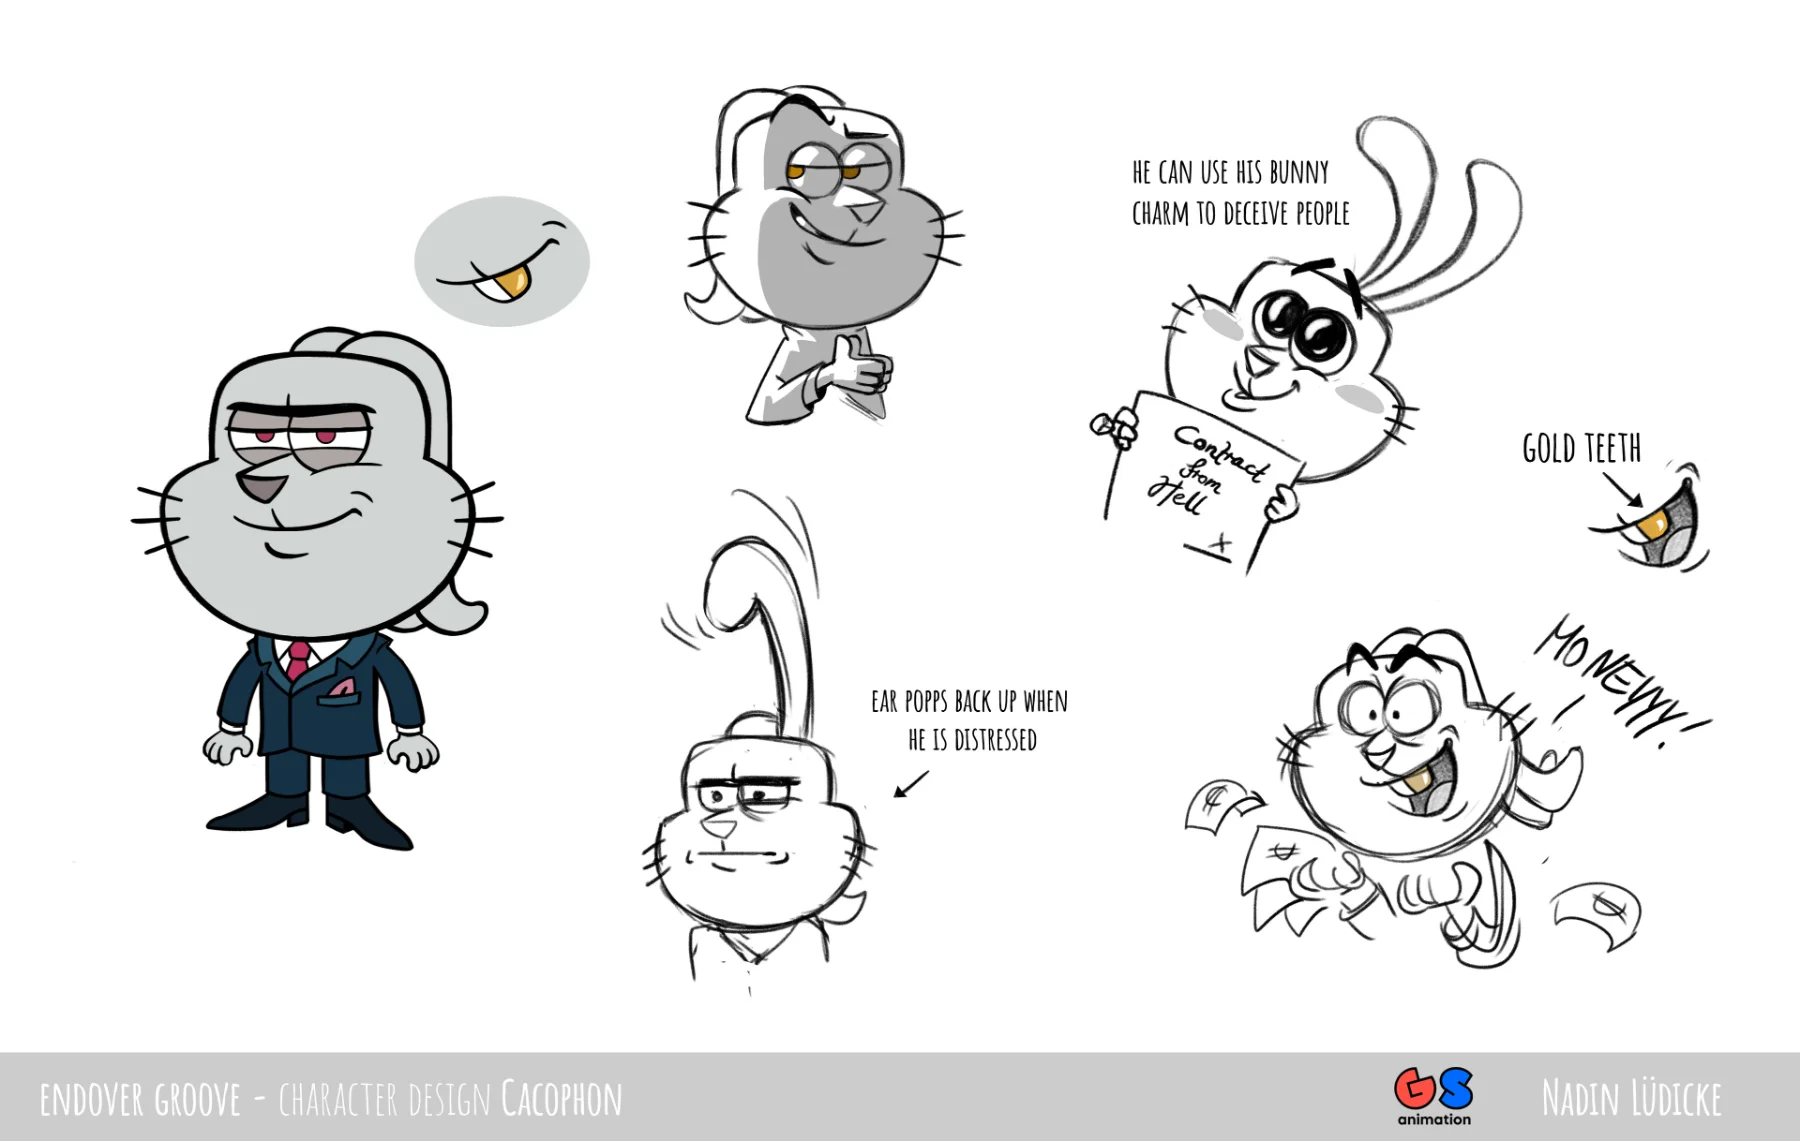 HE CAN USE HIS BUNNY
CHARM TO DECEIVE PEOPLE
Contract
from
Hell
x
GOLD TEETH
EAR POPPS BACK UP WHEN
HE IS DISTRESSED
MONEYYY!
ENDOVER GROOVE - CHARACTER DESIGN CACOPHON
GS
animation
NADIN LÜDICKE